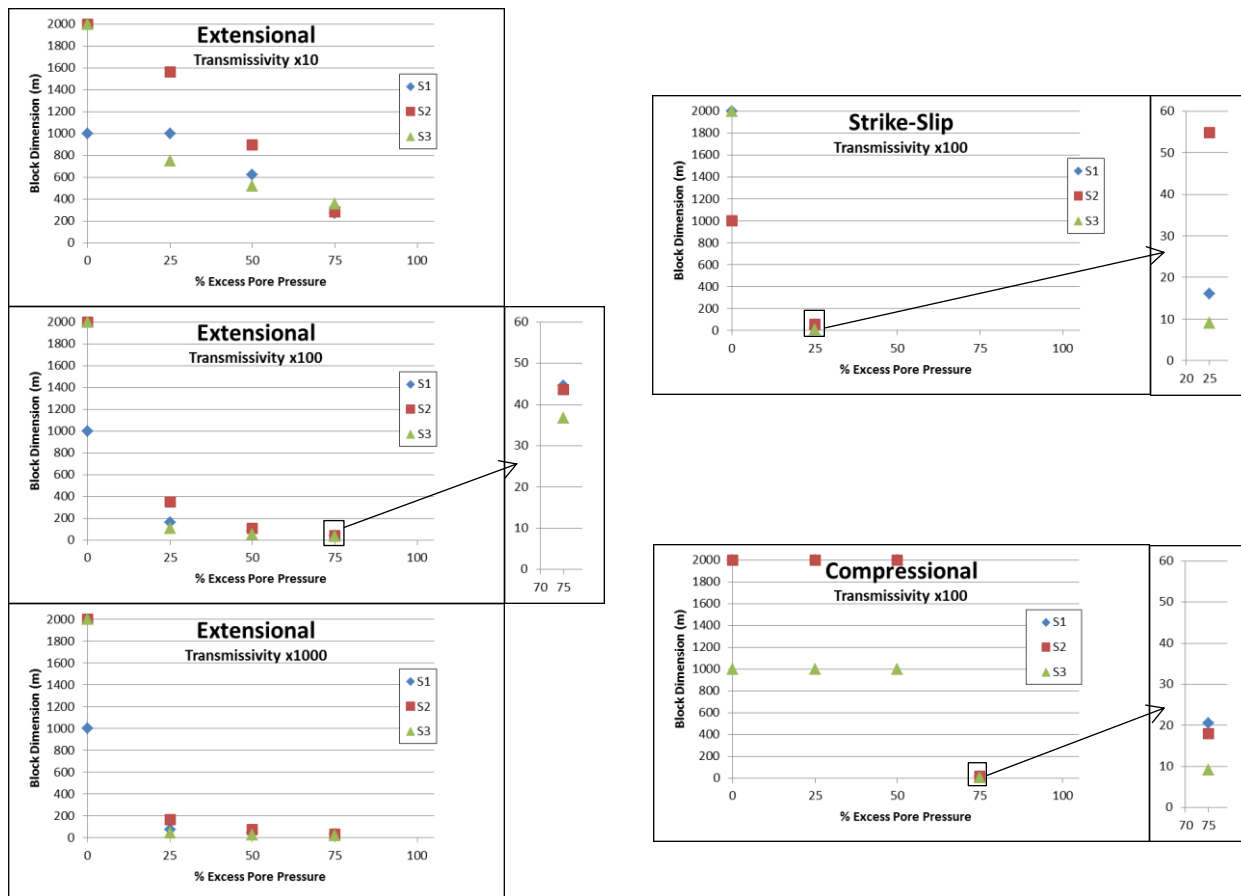 Extensional
Transmissivity x10
Block Dimension (m)
2000
1800
1600
1400
1200
1000
800
600
400
200
0
0 25 50 75 100
% Excess Pore Pressure
S1
S2
S3
Extensional
Transmissivity x100
Block Dimension (m)
2000
1800
1600
1400
1200
1000
800
600
400
200
0
0 25 50 75 100
% Excess Pore Pressure
S1
S2
S3
60
50
40
30
20
10
0
70 75
Extensional
Transmissivity x1000
Block Dimension (m)
2000
1800
1600
1400
1200
1000
800
600
400
200
0
0 25 50 75 100
% Excess Pore Pressure
S1
S2
S3
Strike-Slip
Transmissivity x100
Block Dimension (m)
2000
1800
1600
1400
1200
1000
800
600
400
200
0
0 25 50 75 100
% Excess Pore Pressure
S1
S2
S3
60
50
40
30
20
10
0
20 25
Compressional
Transmissivity x100
Block Dimension (m)
2000
1800
1600
1400
1200
1000
800
600
400
200
0
0 25 50 75 100
% Excess Pore Pressure
S1
S2
S3
60
50
40
30
20
10
0
70 75